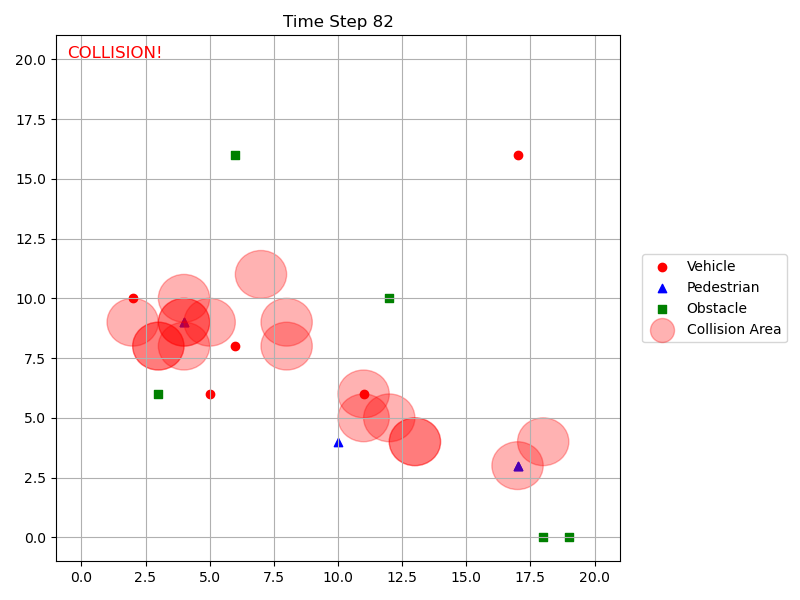 Time Step 82
COLLISION!
20.0
17.5
15.0
12.5
10.0
7.5
5.0
2.5
0.0
0.0 2.5 5.0 7.5 10.0 12.5 15.0 17.5 20.0
Vehicle
Pedestrian
Obstacle
Collision Area